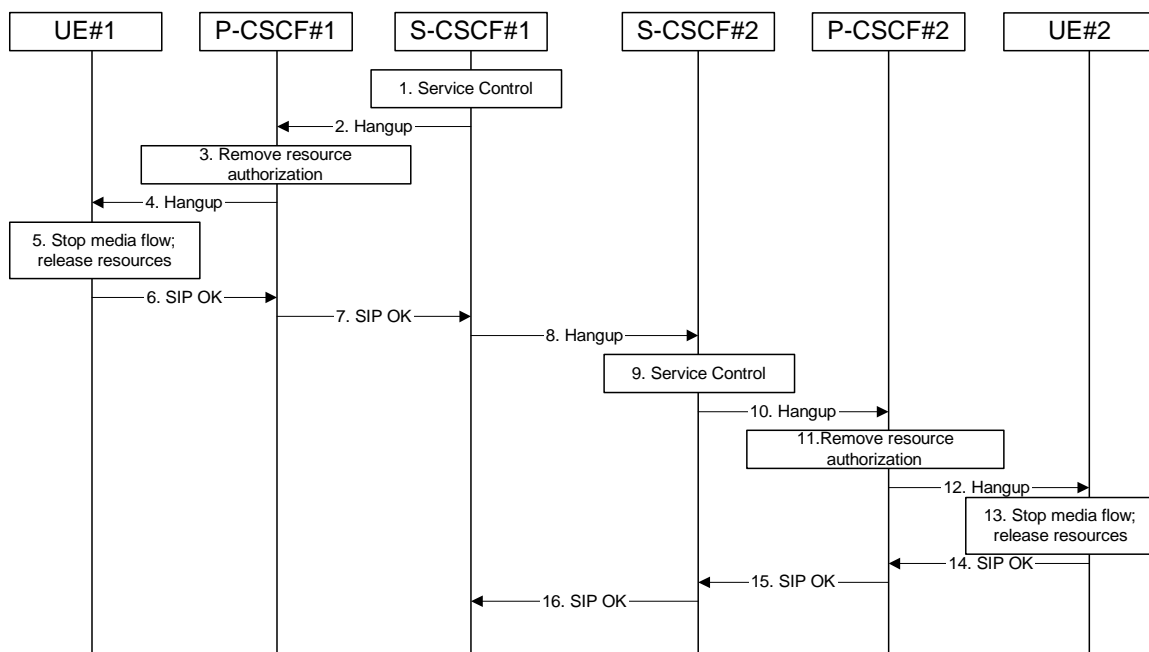 UE#1
P-CSCF#1
S-CSCF#1
S-CSCF#2
P-CSCF#2
UE#2
1. Service Control
2. Hangup
3. Remove resource
authorization
4. Hangup
5. Stop media flow;
release resources
6. SIP OK
7. SIP OK
8. Hangup
9. Service Control
10. Hangup
11.Remove resource
authorization
12. Hangup
13. Stop media flow;
release resources
14. SIP OK
15. SIP OK
16. SIP OK